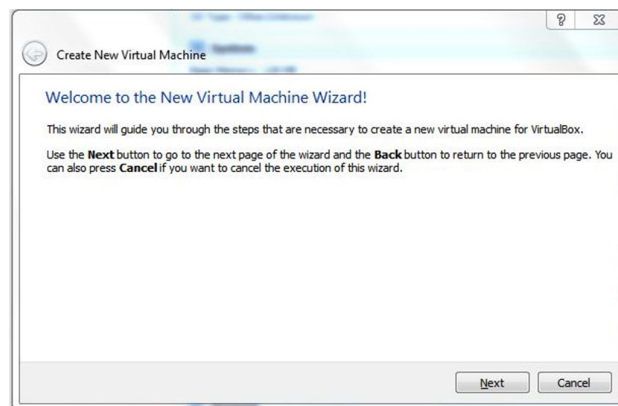 Create New Virtual Machine
Welcome to the New Virtual Machine Wizard!
This wizard will guide you through the steps that are necessary to create a new virtual machine for VirtualBox.
Use the Next button to go to the next page of the wizard and the Back button to return to the previous page. You
can also press Cancel if you want to cancel the execution of this wizard.
Next
Cancel